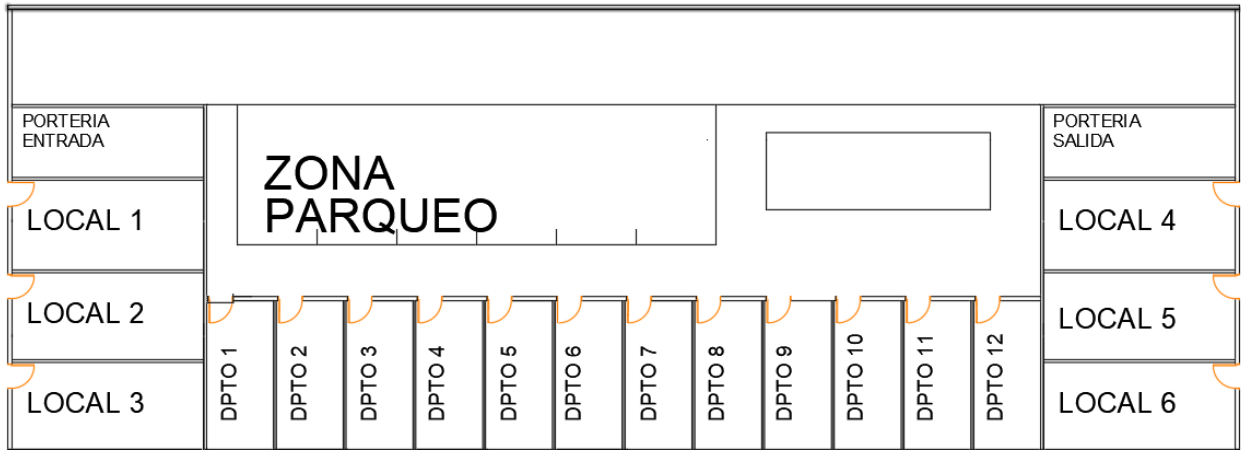 PORTERIA
ENTRADA
PORTERIA
SALIDA
ZONA
PARQUEO
LOCAL 1
LOCAL 4
LOCAL 2
LOCAL 5
LOCAL 3
LOCAL 6
DPTO 1
DPTO 2
DPTO 3
DPTO 4
DPTO 5
DPTO 6
DPTO 7
DPTO 8
DPTO 9
DPTO 10
DPTO 11
DPTO 12